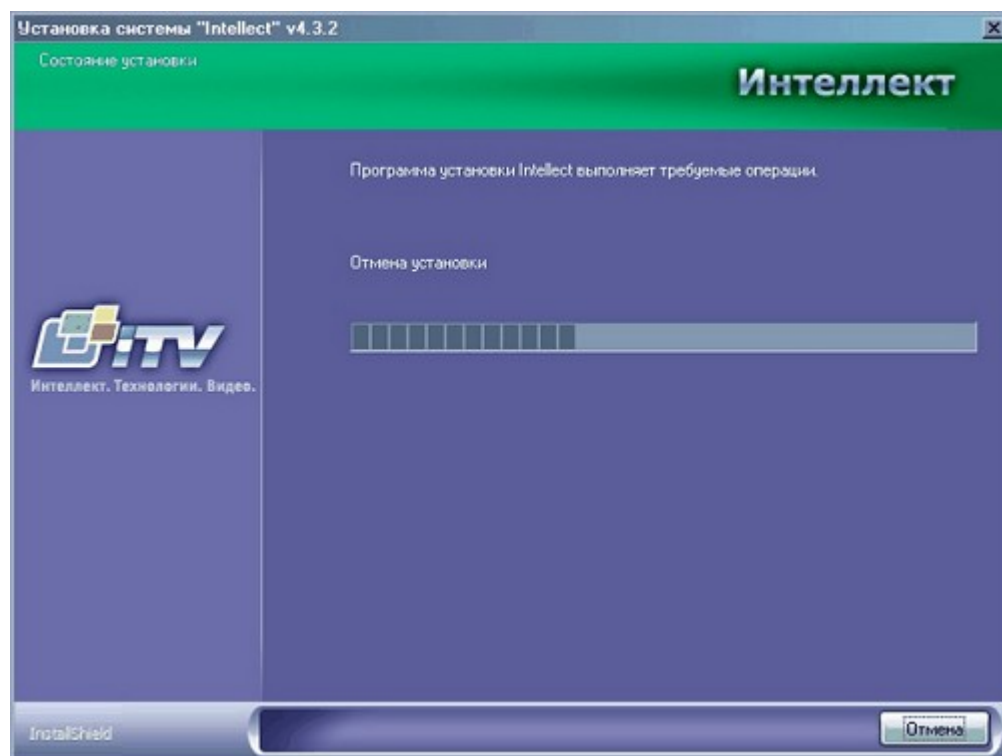 Установка системы "Intellect" v4.3.2
Состояние установки
Интеллект
Программа установки Intellect выполняет требуемые операции.
Отмена установки
iTV
Интеллект. Технологии. Видео.
InstallShield
Отмена